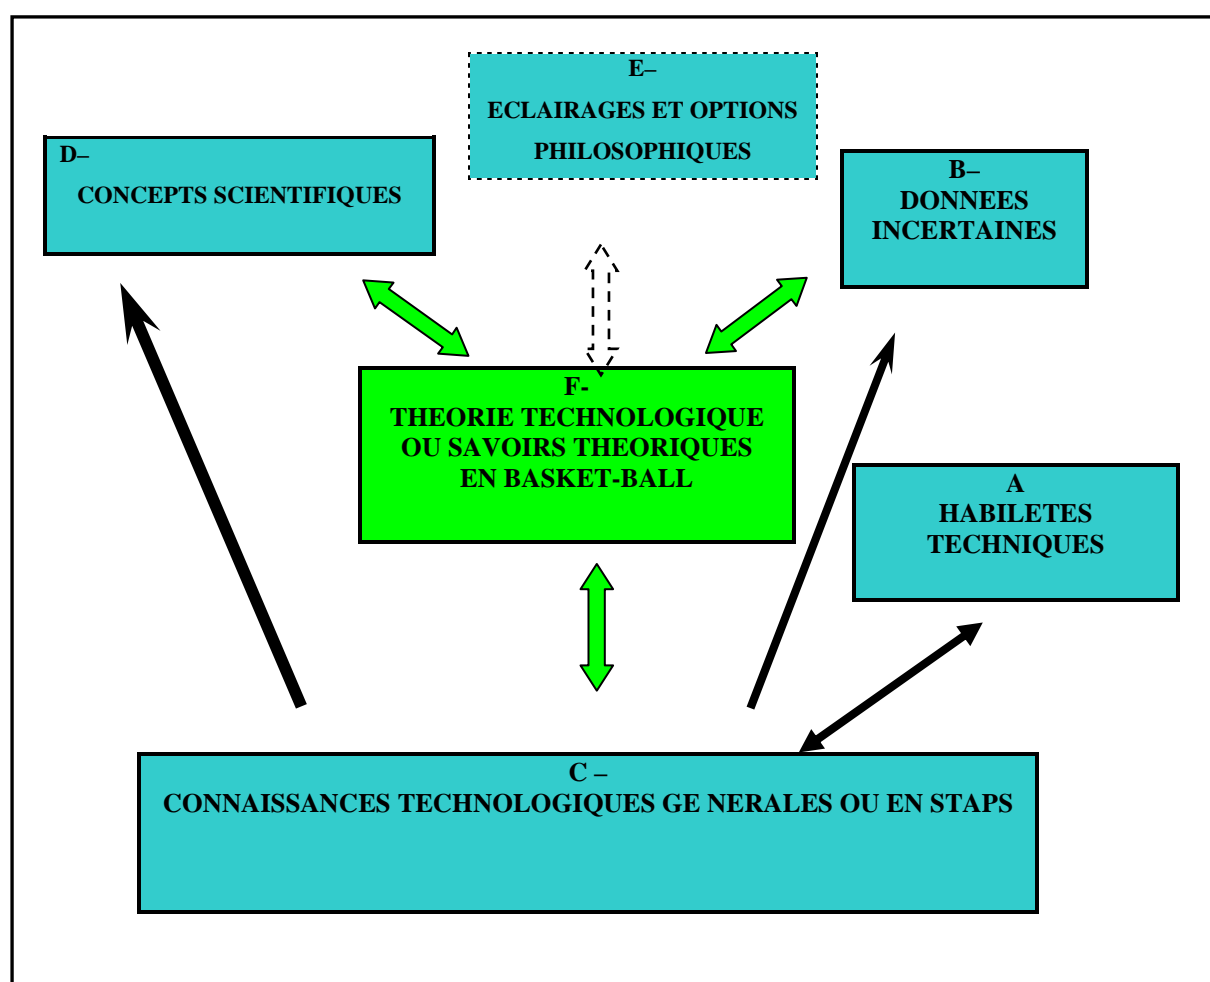 E–
ECLAIRAGES ET OPTIONS
PHILOSOPHIQUES
D–
CONCEPTS SCIENTIFIQUES
B–
DONNEES
INCERTAINES
F-
THEORIE TECHNOLOGIQUE
OU SAVOIRS THEORIQUES
EN BASKET-BALL
A
HABILETES
TECHNIQUES
C –
CONNAISSANCES TECHNOLOGIQUES GE NERALES OU EN STAPS